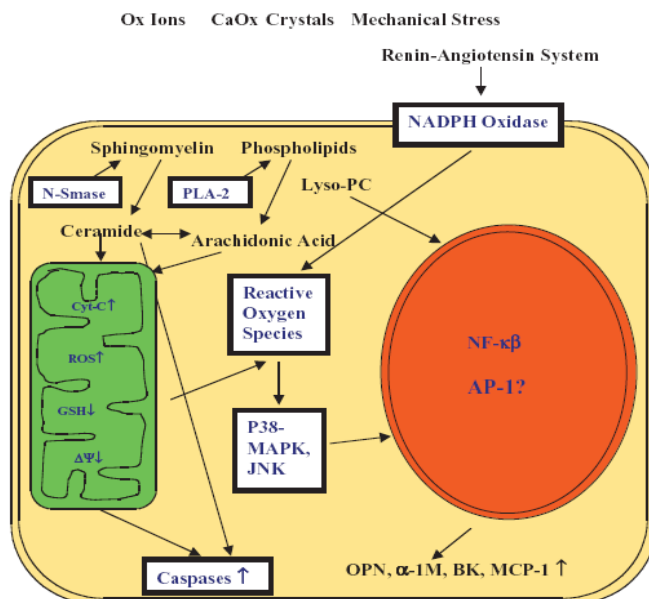 Ox Ions CaOx Crystals Mechanical Stress
Renin-Angiotensin System
NADPH Oxidase
Sphingomyelin
Phospholipids
N-Smase
PLA-2
Lyso-PC
Ceramide
Arachidonic Acid
Cyt-C↑
ROS↑
GSH↓
ΔΨ↓
Reactive
Oxygen
Species
P38-
MAPK,
JNK
NF-κβ
AP-1?
Caspases ↑
OPN, α-1M, BK, MCP-1 ↑